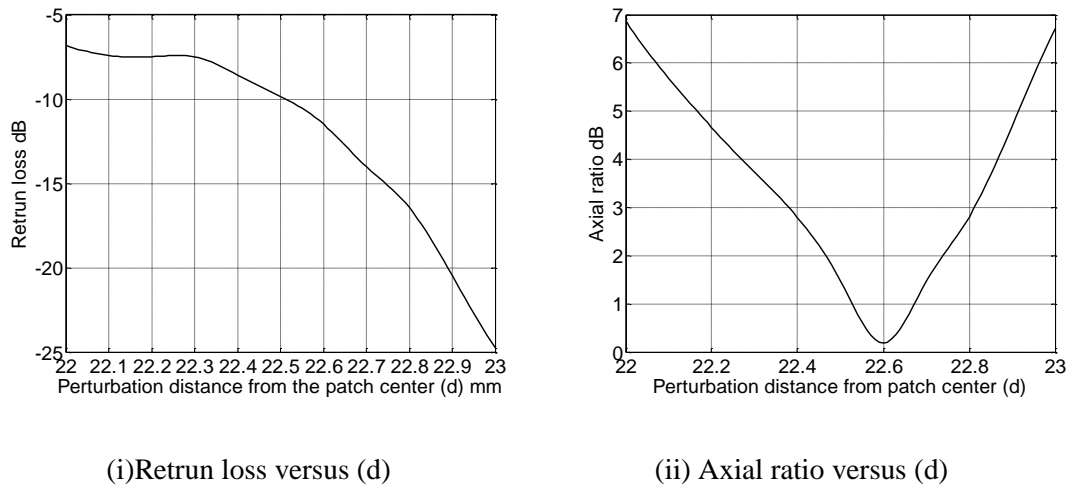 -5
-10
-15
-20
-25
Retrun loss dB
22 22.1 22.2 22.3 22.4 22.5 22.6 22.7 22.8 22.9 23
Perturbation distance from the patch center (d) mm
7
6
5
4
3
2
1
0
Axial ratio dB
22 22.2 22.4 22.6 22.8 23
Perturbation distance from patch center (d)
(i)Retrun loss versus (d)
(ii) Axial ratio versus (d)